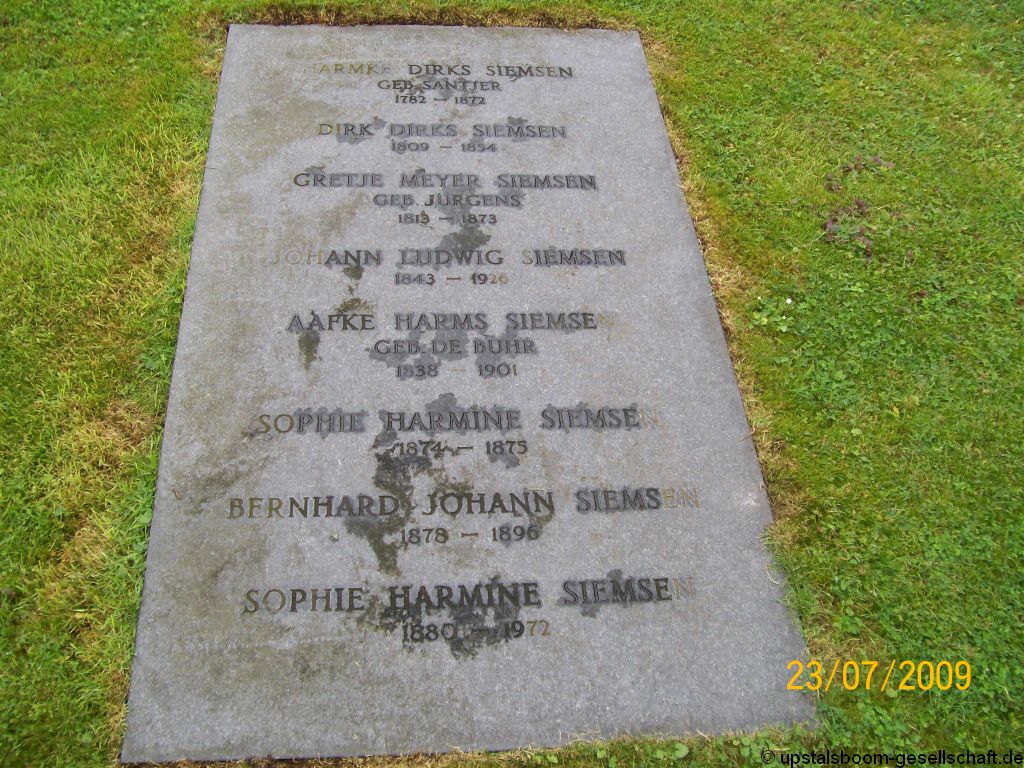 HARMKE DIRKS SIEMSEN
GEB. SANTJER
1782 – 1872
DIRK DIRKS SIEMSEN
1809 – 1854
GRETJE MEYER SIEMSEN
GEB. JÜRGENS
1813 – 1873
JOHANN LUDWIG SIEMSEN
1843 – 1926
AAFKE HARMS SIEMSEN
GEB. DE BUHR
1838 – 1901
SOPHIE HARMINE SIEMSEN
1874 – 1875
BERNHARD JOHANN SIEMSEN
1878 – 1896
SOPHIE HARMINE SIEMSEN
1880 – 1972
23/07/2009
© upstalsboom-gesellschaft.de